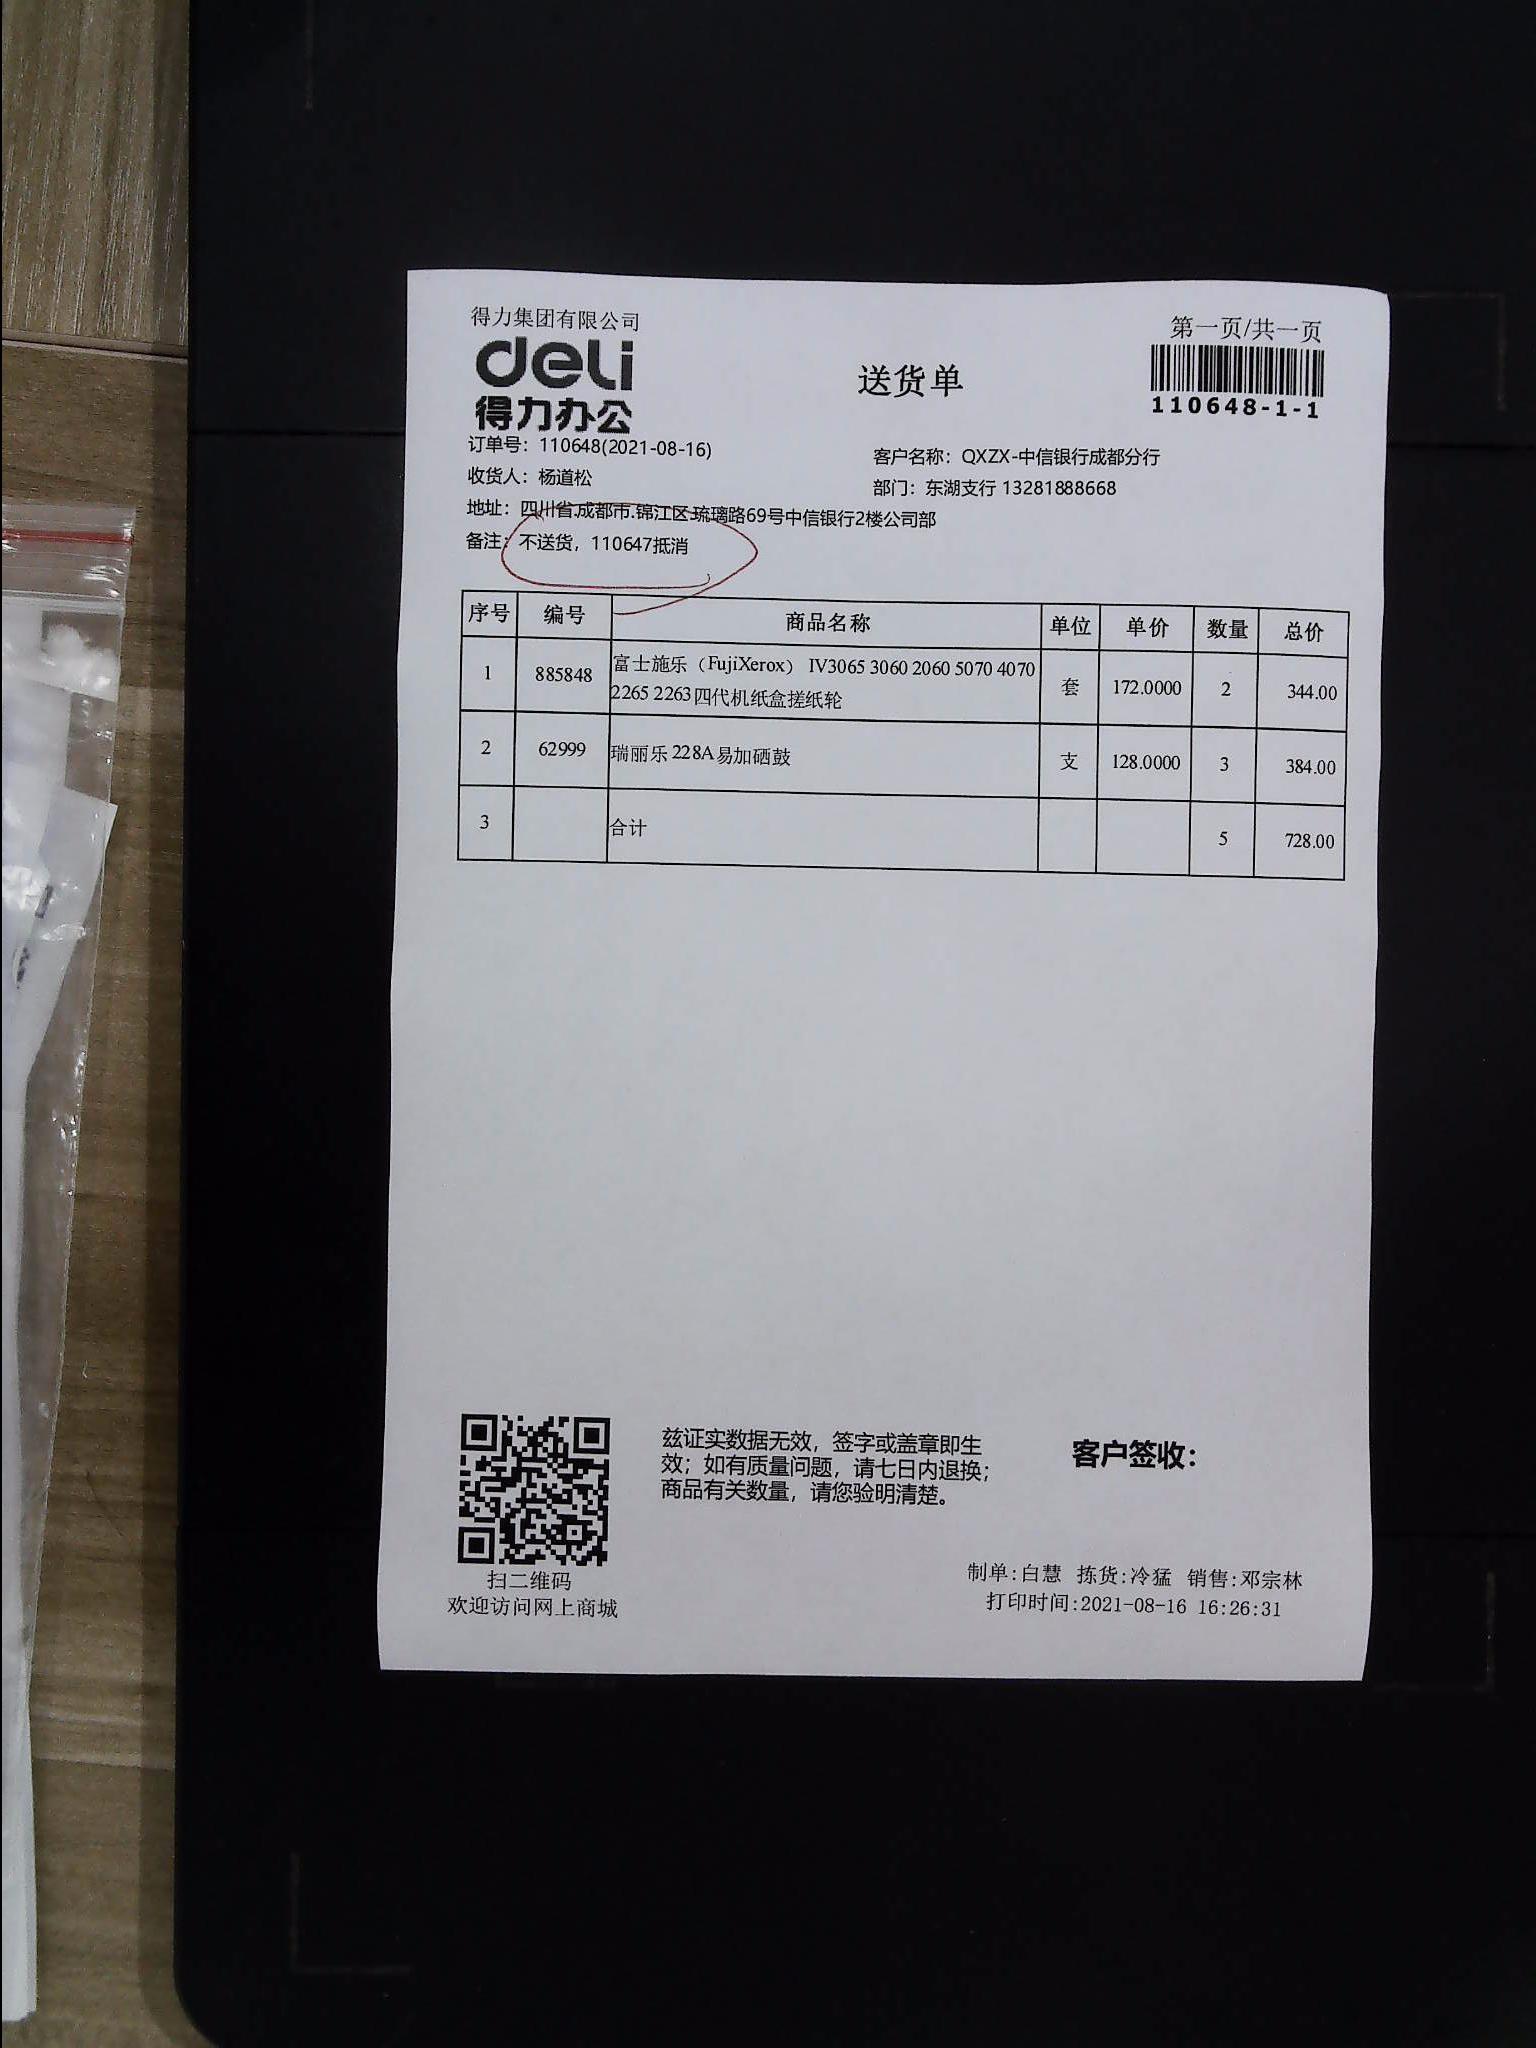 得力集团有限公司
deli
得力办公
送货单
第一页/共一页
110648-1-1
订单号：110648(2021-08-16)
客户名称：QXZX-中信银行成都分行
收货人：杨道松
部门：东湖支行 13281888668
地址：四川省.成都市.锦江区.琉璃路69号中信银行2楼公司部
备注：不送货，110647抵消
序号 编号 商品名称 单位 单价 数量 总价
1 885848 富士施乐（FujiXerox） IV3065 3060 2060 5070 4070
2265 2263四代机纸盒搓纸轮 套 172.0000 2 344.00
2 62999 瑞丽乐 228A易加硒鼓 支 128.0000 3 384.00
3 合计 5 728.00
兹证实数据无效，签字或盖章即生
效；如有质量问题，请七日内退换；
商品有关数量，请您验明清楚。
客户签收：
扫二维码
欢迎访问网上商城
制单:白慧 拣货:冷猛 销售:邓宗林
打印时间:2021-08-16 16:26:31